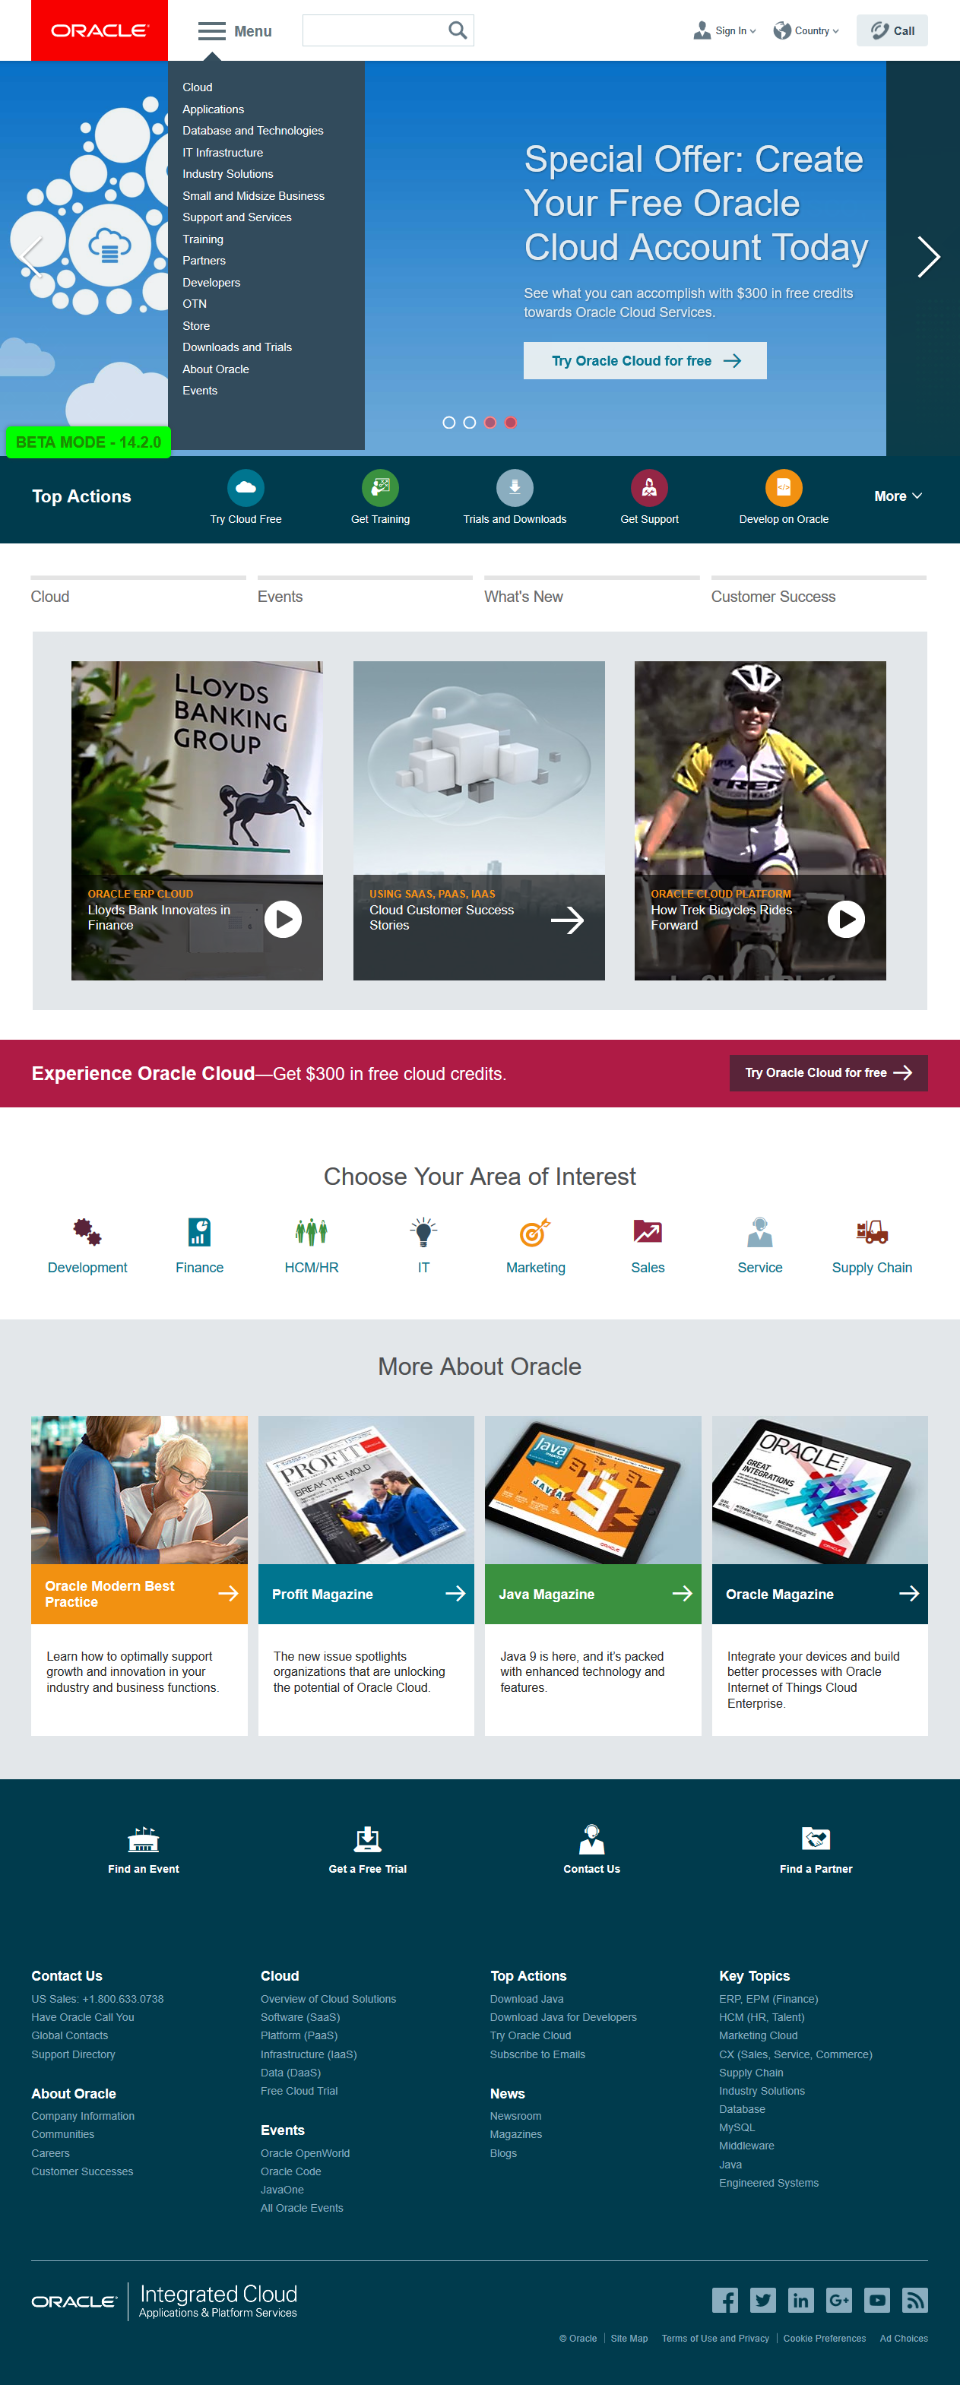 ORACLE
Menu
Sign In
Country
Call
Cloud
Applications
Database and Technologies
IT Infrastructure
Industry Solutions
Small and Midsize Business
Support and Services
Training
Partners
Developers
OTN
Store
Downloads and Trials
About Oracle
Events
Special Offer: Create
Your Free Oracle
Cloud Account Today
See what you can accomplish with $300 in free credits
towards Oracle Cloud Services.
Try Oracle Cloud for free
BETA MODE - 14.2.0
Top Actions
Try Cloud Free
Get Training
Trials and Downloads
Get Support
Develop on Oracle
More
Cloud
Events
What's New
Customer Success
LLOYDS
BANKING
GROUP
ORACLE ERP CLOUD
Lloyds Bank Innovates in
Finance
USING SAAS, PAAS, IAAS
Cloud Customer Success
Stories
TREK
ORACLE CLOUD PLATFORM
How Trek Bicycles Rides
Forward
Experience Oracle Cloud—Get $300 in free cloud credits.
Try Oracle Cloud for free
Choose Your Area of Interest
Development
Finance
HCM/HR
IT
Marketing
Sales
Service
Supply Chain
More About Oracle
PROFIT
BREAK THE MOLD
java
JAVA
9
ORACLE
GREAT
INTEGRATIONS
Oracle Modern Best
Practice
Profit Magazine
Java Magazine
Oracle Magazine
Learn how to optimally support
growth and innovation in your
industry and business functions.
The new issue spotlights
organizations that are unlocking
the potential of Oracle Cloud.
Java 9 is here, and it's packed
with enhanced technology and
features.
Integrate your devices and build
better processes with Oracle
Internet of Things Cloud
Enterprise.
Find an Event
Get a Free Trial
Contact Us
Find a Partner
Contact Us
US Sales: +1.800.633.0738
Have Oracle Call You
Global Contacts
Support Directory
About Oracle
Company Information
Communities
Careers
Customer Successes
Cloud
Overview of Cloud Solutions
Software (SaaS)
Platform (PaaS)
Infrastructure (IaaS)
Data (DaaS)
Free Cloud Trial
Events
Oracle OpenWorld
Oracle Code
JavaOne
All Oracle Events
Top Actions
Download Java
Download Java for Developers
Try Oracle Cloud
Subscribe to Emails
News
Newsroom
Magazines
Blogs
Key Topics
ERP, EPM (Finance)
HCM (HR, Talent)
Marketing Cloud
CX (Sales, Service, Commerce)
Supply Chain
Industry Solutions
Database
MySQL
Middleware
Java
Engineered Systems
ORACLE
Integrated Cloud
Applications & Platform Services
© Oracle
Site Map
Terms of Use and Privacy
Cookie Preferences
Ad Choices